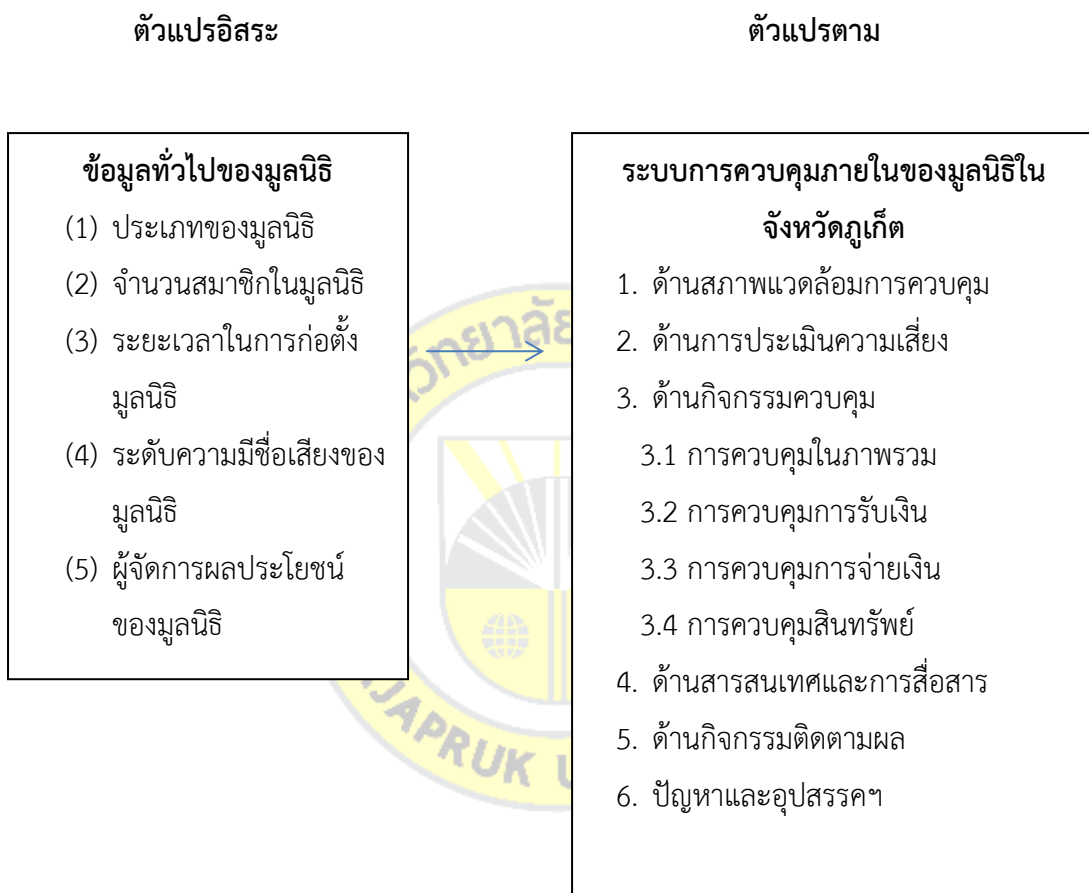 ตัวแปรอิสระ
ตัวแปรตาม
ข้อมูลทั่วไปของมูลนิธิ
(1) ประเภทของมูลนิธิ
(2) จำนวนสมาชิกในมูลนิธิ
(3) ระยะเวลาในการก่อตั้ง
มูลนิธิ
(4) ระดับความมีชื่อเสียงของ
มูลนิธิ
(5) ผู้จัดการผลประโยชน์
ของมูลนิธิ
ระบบการควบคุมภายในของมูลนิธิใน
จังหวัดภูเก็ต
1. ด้านสภาพแวดล้อมการควบคุม
2. ด้านการประเมินความเสี่ยง
3. ด้านกิจกรรมควบคุม
3.1 การควบคุมในภาพรวม
3.2 การควบคุมการรับเงิน
3.3 การควบคุมการจ่ายเงิน
3.4 การควบคุมสินทรัพย์
4. ด้านสารสนเทศและการสื่อสาร
5. ด้านกิจกรรมติดตามผล
6. ปัญหาและอุปสรรคฯ